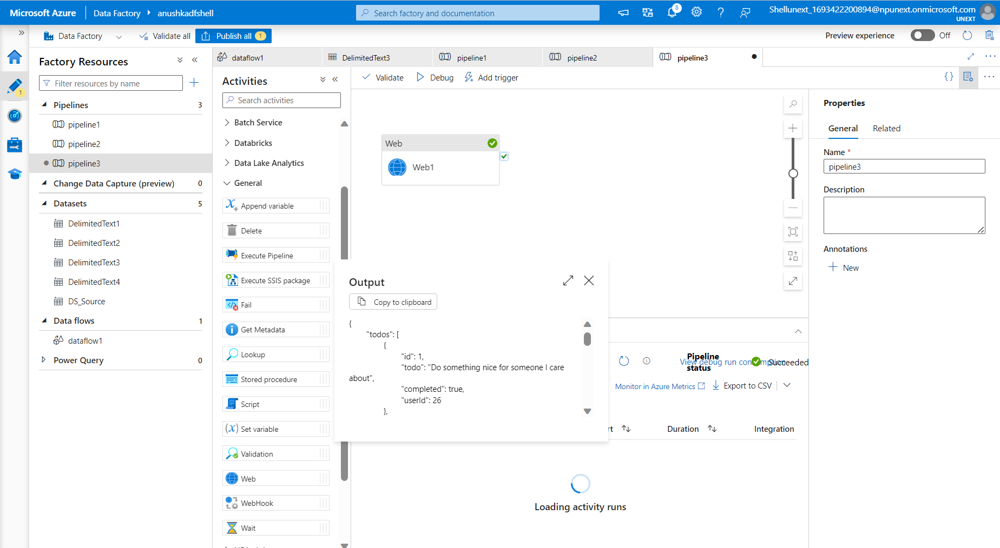 Microsoft Azure
Data Factory
anushkadfshell
Search factory and documentation
8
Shellunext_1693422200894@npunext.onmicrosoft.com
UNEXT
Data Factory
Validate all
Publish all
1
Preview experience
Off
1
Factory Resources
Filter resources by name
Pipelines
3
pipeline1
pipeline2
pipeline3
Change Data Capture (preview)
0
Datasets
5
DelimitedText1
DelimitedText2
DelimitedText3
DelimitedText4
DS_Source
Data flows
1
dataflow1
Power Query
0
dataflow1
DelimitedText3
pipeline1
pipeline2
pipeline3
Activities
Search activities
Batch Service
Databricks
Data Lake Analytics
General
Append variable
Delete
Execute Pipeline
Execute SSIS package
Fail
Get Metadata
Lookup
Stored procedure
Script
Set variable
Validation
Web
WebHook
Wait
Validate
Debug
Add trigger
Web
Web1
Output
Copy to clipboard
{
"todos": [
{
"id": 1,
"todo": "Do something nice for someone I care
about",
"completed": true,
"userId": 26
},
Pipeline
status
View debug run consumption
Succeeded
Monitor in Azure Metrics
Export to CSV
rt
Duration
Integration
Loading activity runs
Properties
General
Related
Name *
pipeline3
Description
Annotations
New